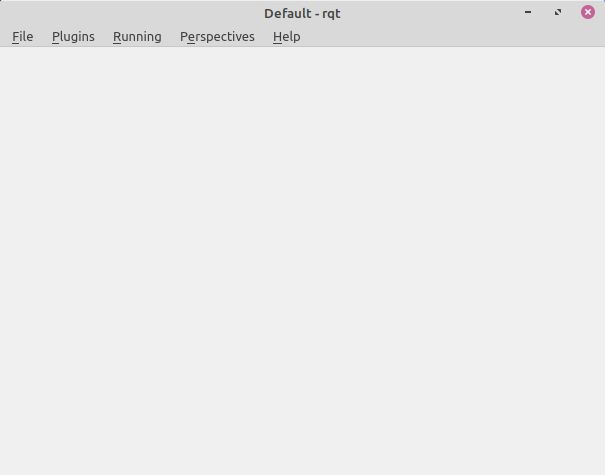 Default - rqt
File Plugins Running Perspectives Help